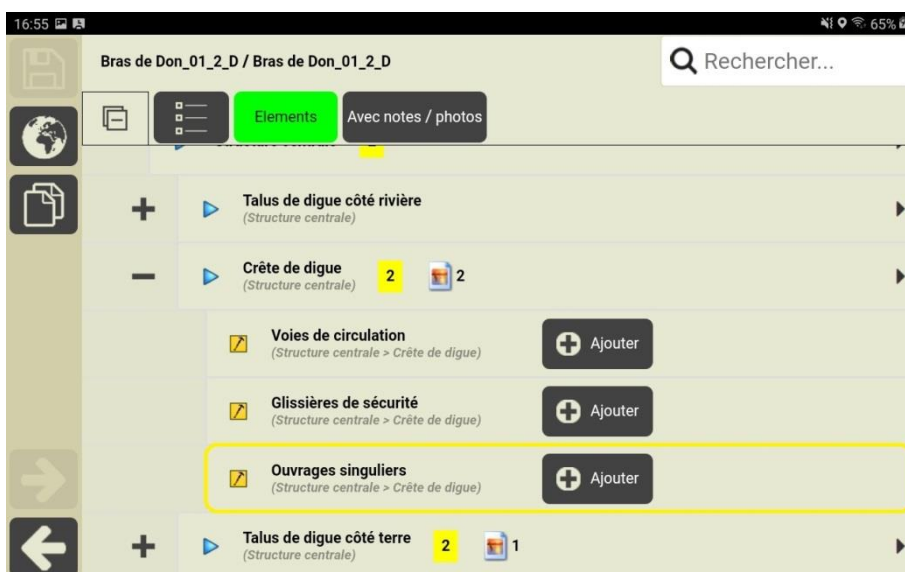 16:55
65%
Bras de Don_01_2_D / Bras de Don_01_2_D
Rechercher...
Elements
Avec notes / photos
Talus de digue côté rivière
(Structure centrale)
Crête de digue
(Structure centrale)
2
2
Voies de circulation
(Structure centrale > Crête de digue)
Ajouter
Glissières de sécurité
(Structure centrale > Crête de digue)
Ajouter
Ouvrages singuliers
(Structure centrale > Crête de digue)
Ajouter
Talus de digue côté terre
(Structure centrale)
2
1